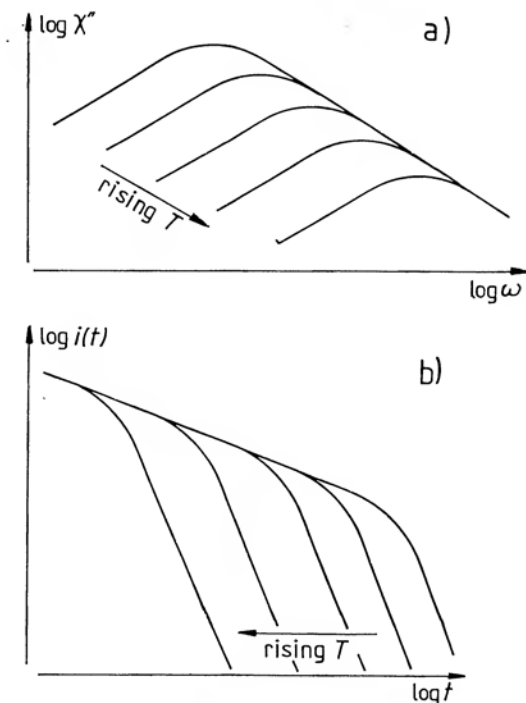 log χ″
a)
rising T
log ω
log i(t)
b)
rising T
log t